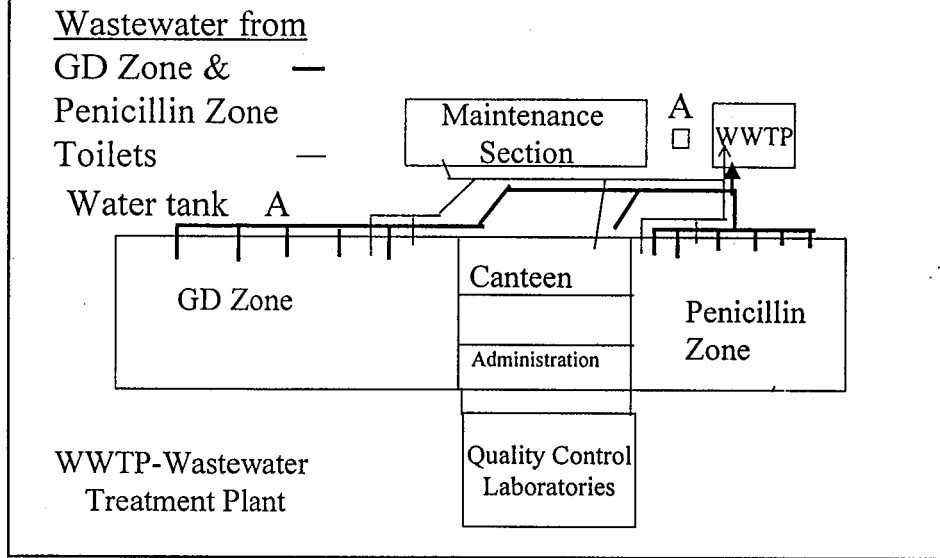 Wastewater from
GD Zone &
Penicillin Zone
Toilets
Water tank A
Maintenance
Section
A
WWTP
GD Zone
Canteen
Administration
Penicillin
Zone
Quality Control
Laboratories
WWTP-Wastewater
Treatment Plant